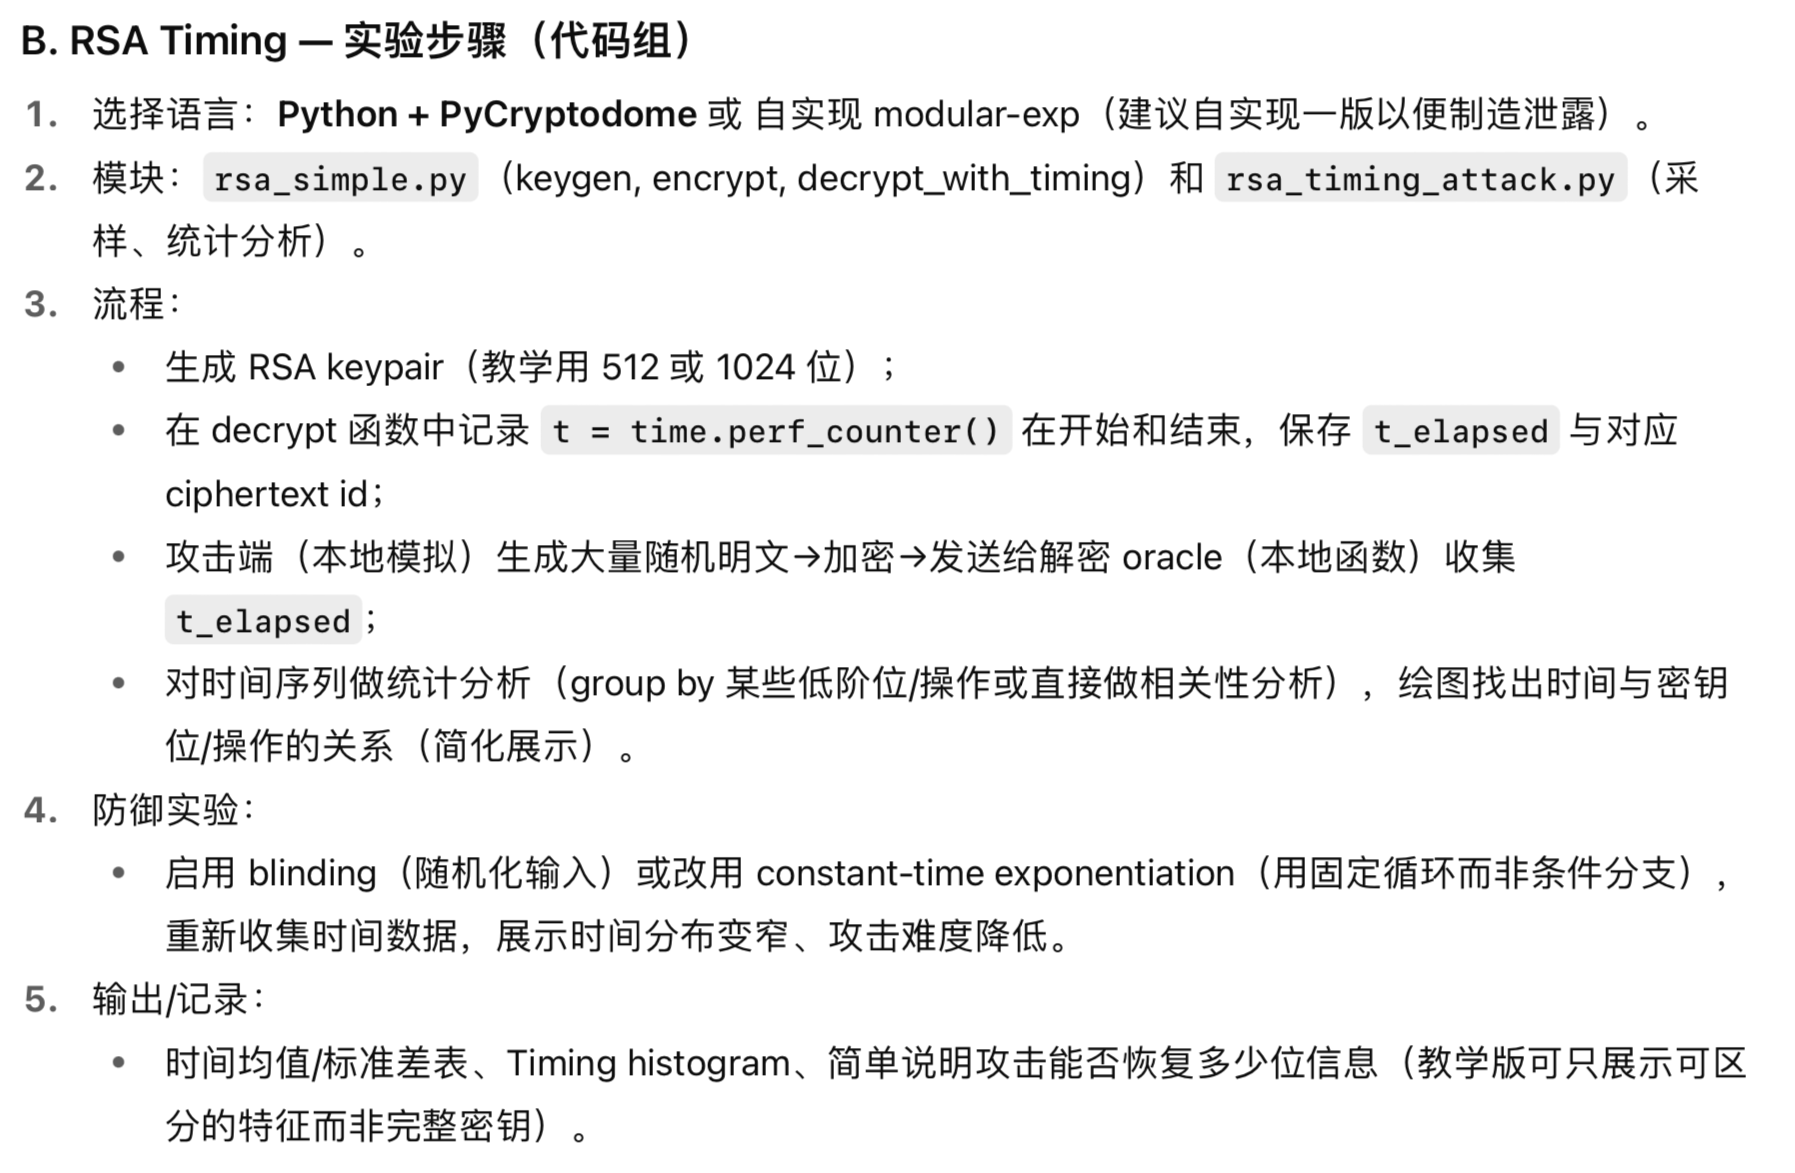 B. RSA Timing — 实验步骤（代码组）
1. 选择语言：Python + PyCryptodome 或 自实现 modular-exp（建议自实现一版以便制造泄露）。
2. 模块：rsa_simple.py（keygen, encrypt, decrypt_with_timing）和 rsa_timing_attack.py（采
样、统计分析）。
3. 流程：
• 生成 RSA keypair（教学用 512 或 1024 位）；
• 在 decrypt 函数中记录 t = time.perf_counter() 在开始和结束，保存 t_elapsed 与对应
ciphertext id；
• 攻击端（本地模拟）生成大量随机明文→加密→发送给解密 oracle（本地函数）收集
t_elapsed；
• 对时间序列做统计分析（group by 某些低阶位/操作或直接做相关性分析），绘图找出时间与密钥
位/操作的关系（简化展示）。
4. 防御实验：
• 启用 blinding（随机化输入）或改用 constant-time exponentiation（用固定循环而非条件分支），
重新收集时间数据，展示时间分布变窄、攻击难度降低。
5. 输出/记录：
• 时间均值/标准差表、Timing histogram、简单说明攻击能否恢复多少位信息（教学版可只展示可区
分的特征而非完整密钥）。